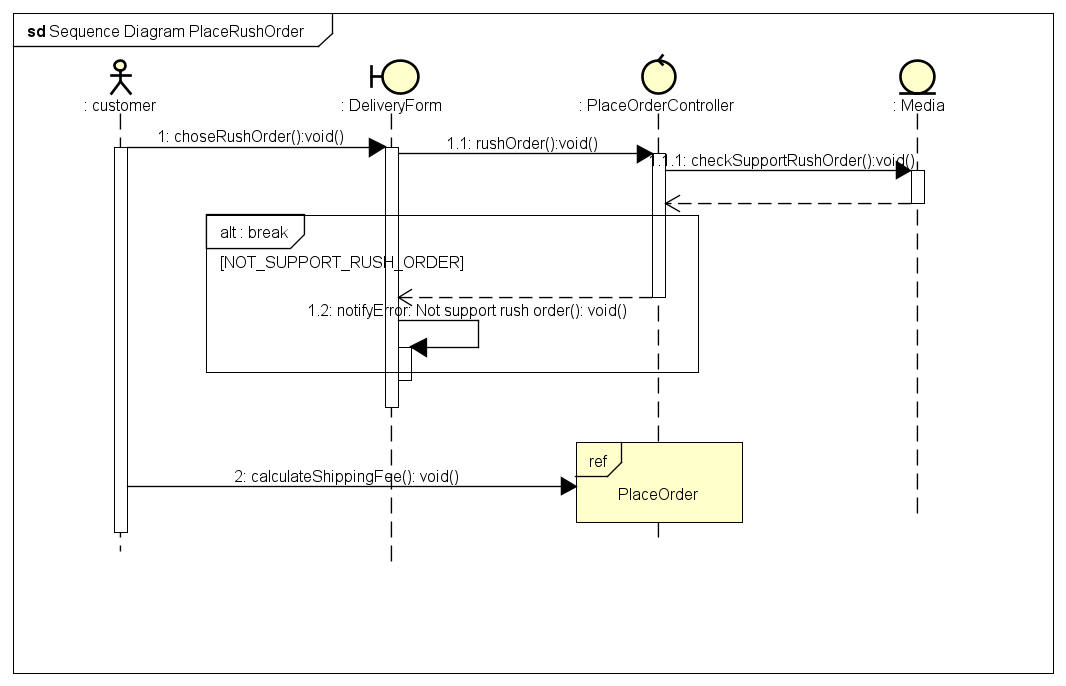 sd Sequence Diagram PlaceRushOrder
: customer
: DeliveryForm
: PlaceOrderController
: Media
1: choseRushOrder():void()
1.1: rushOrder():void()
1.1.1: checkSupportRushOrder():void()
alt : break
[NOT_SUPPORT_RUSH_ORDER]
1.2: notifyError: Not support rush order(): void()
ref
2: calculateShippingFee(): void()
PlaceOrder